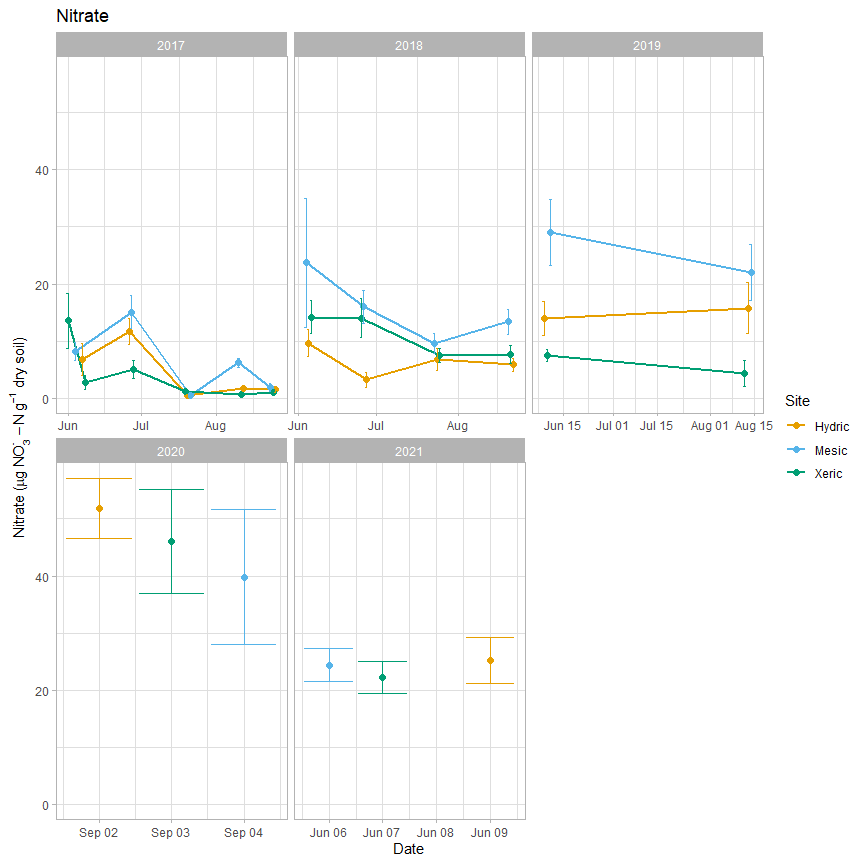 Nitrate
2017 2018 2019
40
20
0
Jun Jul Aug Jun Jul Aug Jun 15 Jul 01 Jul 15 Aug 01 Aug 15
Site
Hydric
Mesic
Xeric
Nitrate (μg NO₃⁻−N g⁻¹ dry soil)
2020 2021
40
20
0
Sep 02 Sep 03 Sep 04 Jun 06 Jun 07 Jun 08 Jun 09
Date